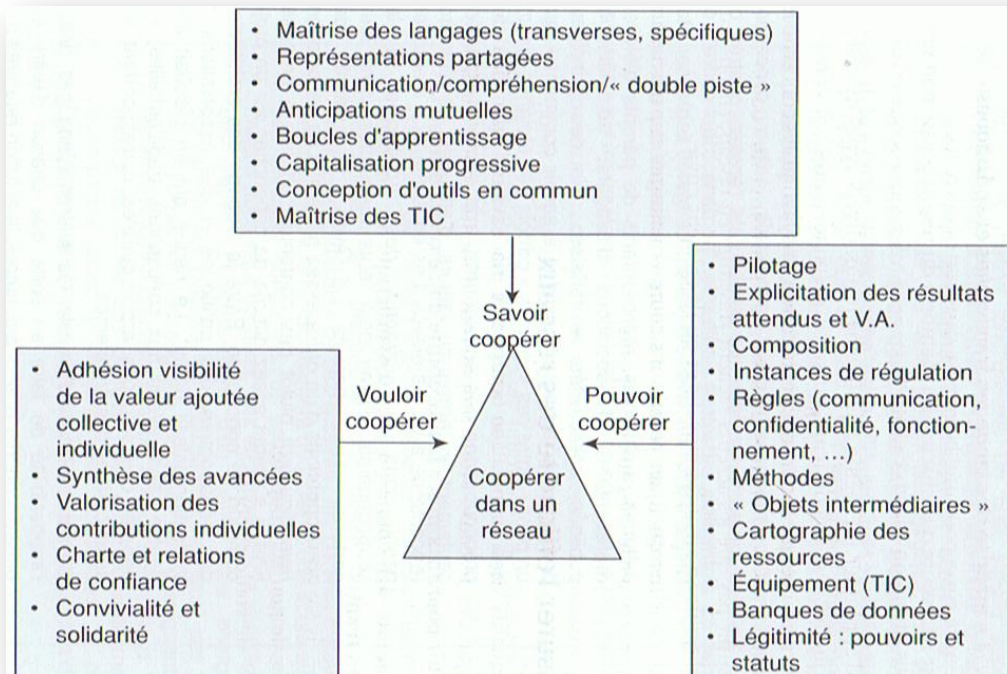 • Maîtrise des langages (transverses, spécifiques)
• Représentations partagées
• Communication/compréhension/« double piste »
• Anticipations mutuelles
• Boucles d'apprentissage
• Capitalisation progressive
• Conception d'outils en commun
• Maîtrise des TIC
Savoir
coopérer
• Adhésion visibilité
de la valeur ajoutée
collective et
individuelle
• Synthèse des avancées
• Valorisation des
contributions individuelles
• Charte et relations
de confiance
• Convivialité et
solidarité
Vouloir
coopérer
Coopérer
dans un
réseau
Pouvoir
coopérer
• Pilotage
• Explicitation des résultats
attendus et V.A.
• Composition
• Instances de régulation
• Règles (communication,
confidentialité, fonction-
nement, ...)
• Méthodes
• « Objets intermédiaires »
• Cartographie des
ressources
• Équipement (TIC)
• Banques de données
• Légitimité : pouvoirs et
statuts